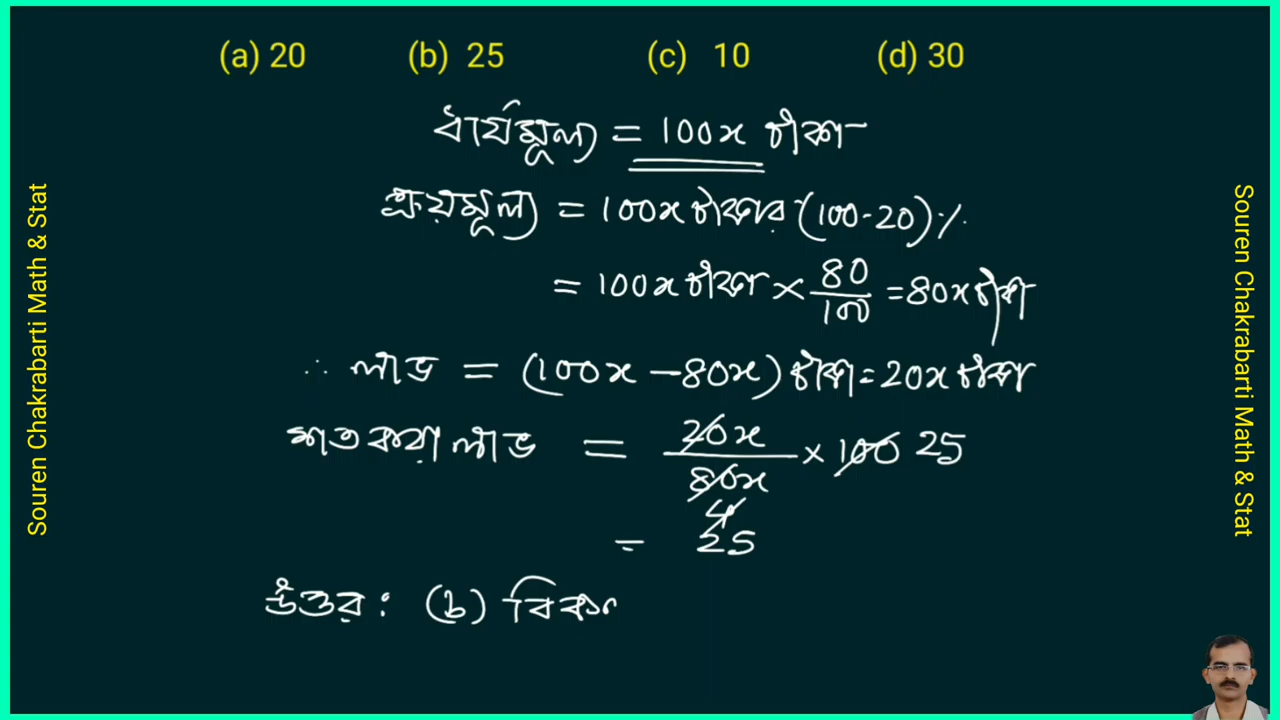 (a) 20 (b) 25 (c) 10 (d) 30
ধার্যমূল্য = 100x টাকা
ক্রয়মূল্য = 100x টাকার (100-20)%
= 100x টাকা × 80/100 = 80x টাকা
∴ লাভ = (100x - 80x) টাকা = 20x টাকা
শতকরা লাভ = 20x/80x × 100 25
4
= 25
উত্তর : (b) বিকল
Souren Chakrabarti Math & Stat
Souren Chakrabarti Math & Stat